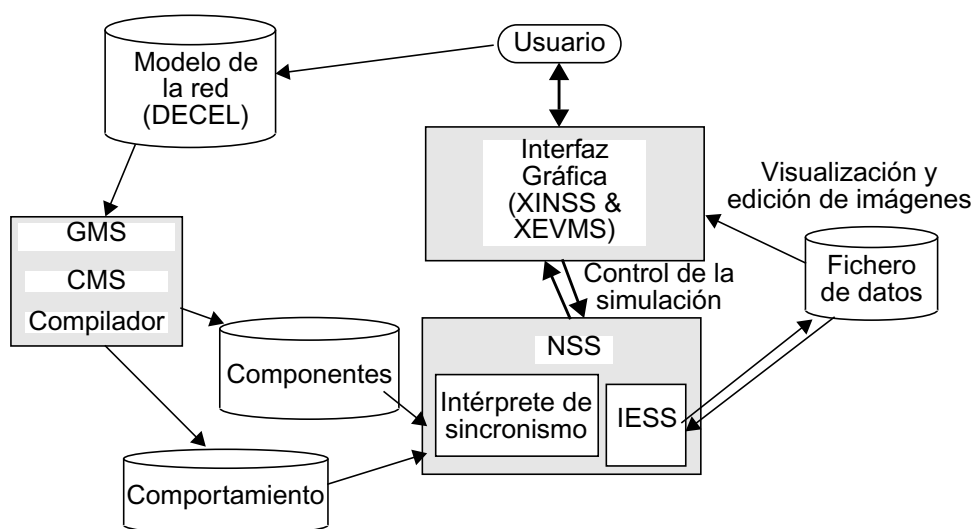 Usuario
Modelo de
la red
(DECEL)
Interfaz
Gráfica
(XINSS &
XEVMS)
Visualización y
edición de imágenes
GMS
CMS
Compilador
Control de la
simulación
Fichero
de datos
NSS
Componentes
Intérprete de
sincronismo
IESS
Comportamiento